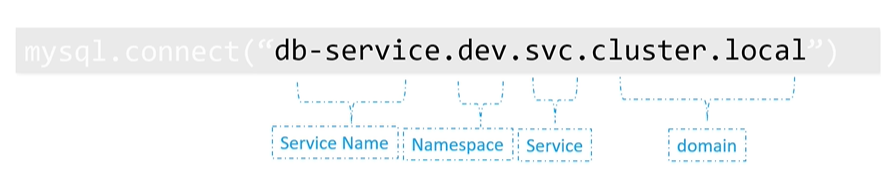 mysql.connect(“db-service.dev.svc.cluster.local”)
Service Name Namespace Service domain